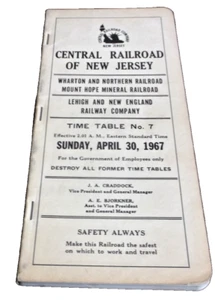 NEW JERSEY
CENTRAL RAILROAD
OF NEW JERSEY
WHARTON AND NORTHERN RAILROAD
MOUNT HOPE MINERAL RAILROAD
LEHIGH AND NEW ENGLAND
RAILWAY COMPANY
TIME TABLE No. 7
Effective 2.01 A. M., Eastern Standard Time
SUNDAY, APRIL 30, 1967
For the Government of Employees only
DESTROY ALL FORMER TIME TABLES
J. A. CRADDOCK,
Vice President and General Manager
A. E. BJORKNER,
Asst. to Vice President
and General Manager
SAFETY ALWAYS
Make this Railroad the safest
on which to work and travel